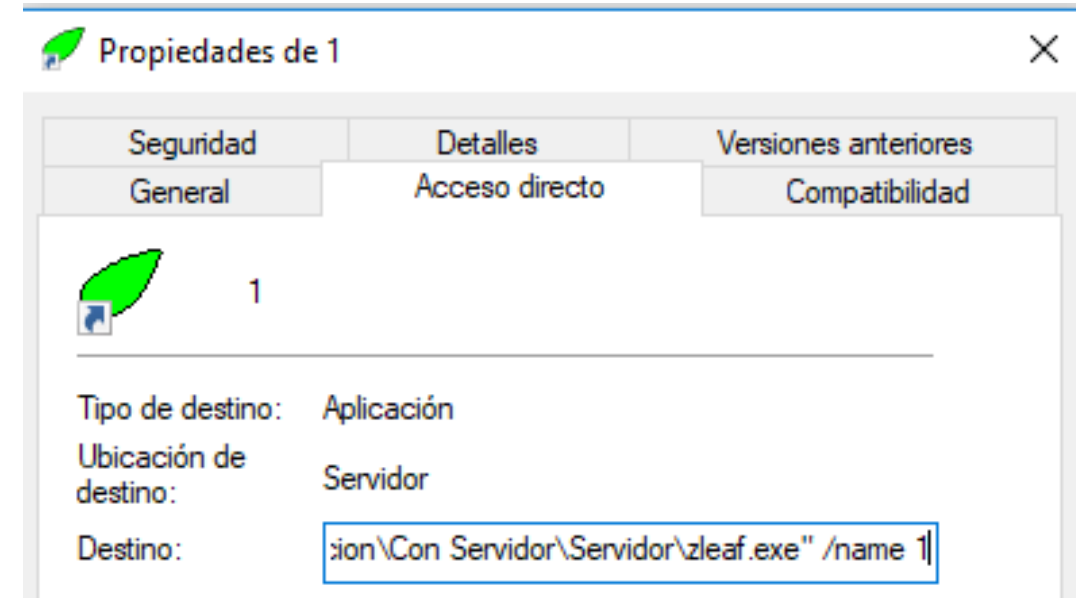 Propiedades de 1
Seguridad Detalles Versiones anteriores
General Acceso directo Compatibilidad
1
Tipo de destino: Aplicación
Ubicación de
destino: Servidor
Destino: cion\Con Servidor\Servidor\zleaf.exe" /name 1